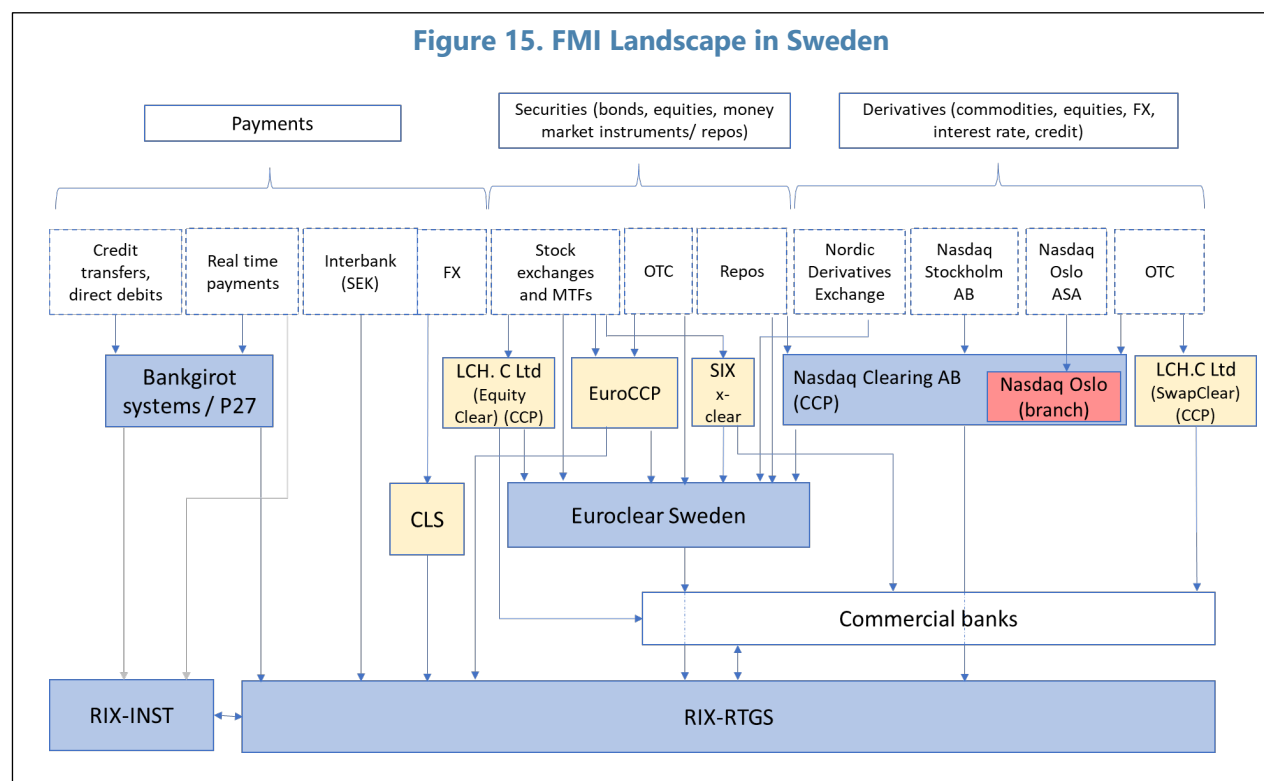 Figure 15. FMI Landscape in Sweden
Payments
Securities (bonds, equities, money
market instruments/ repos)
Derivatives (commodities, equities, FX,
interest rate, credit)
Credit
transfers,
direct debits
Real time
payments
Interbank
(SEK)
FX
Stock
exchanges
and MTFs
OTC
Repos
Nordic
Derivatives
Exchange
Nasdaq
Stockholm
AB
Nasdaq
Oslo
ASA
OTC
Bankgirot
systems / P27
LCH. C Ltd
(Equity
Clear) (CCP)
EuroCCP
SIX
x-
clear
Nasdaq Clearing AB
(CCP)
Nasdaq Oslo
(branch)
LCH.C Ltd
(SwapClear)
(CCP)
CLS
Euroclear Sweden
Commercial banks
RIX-INST
RIX-RTGS